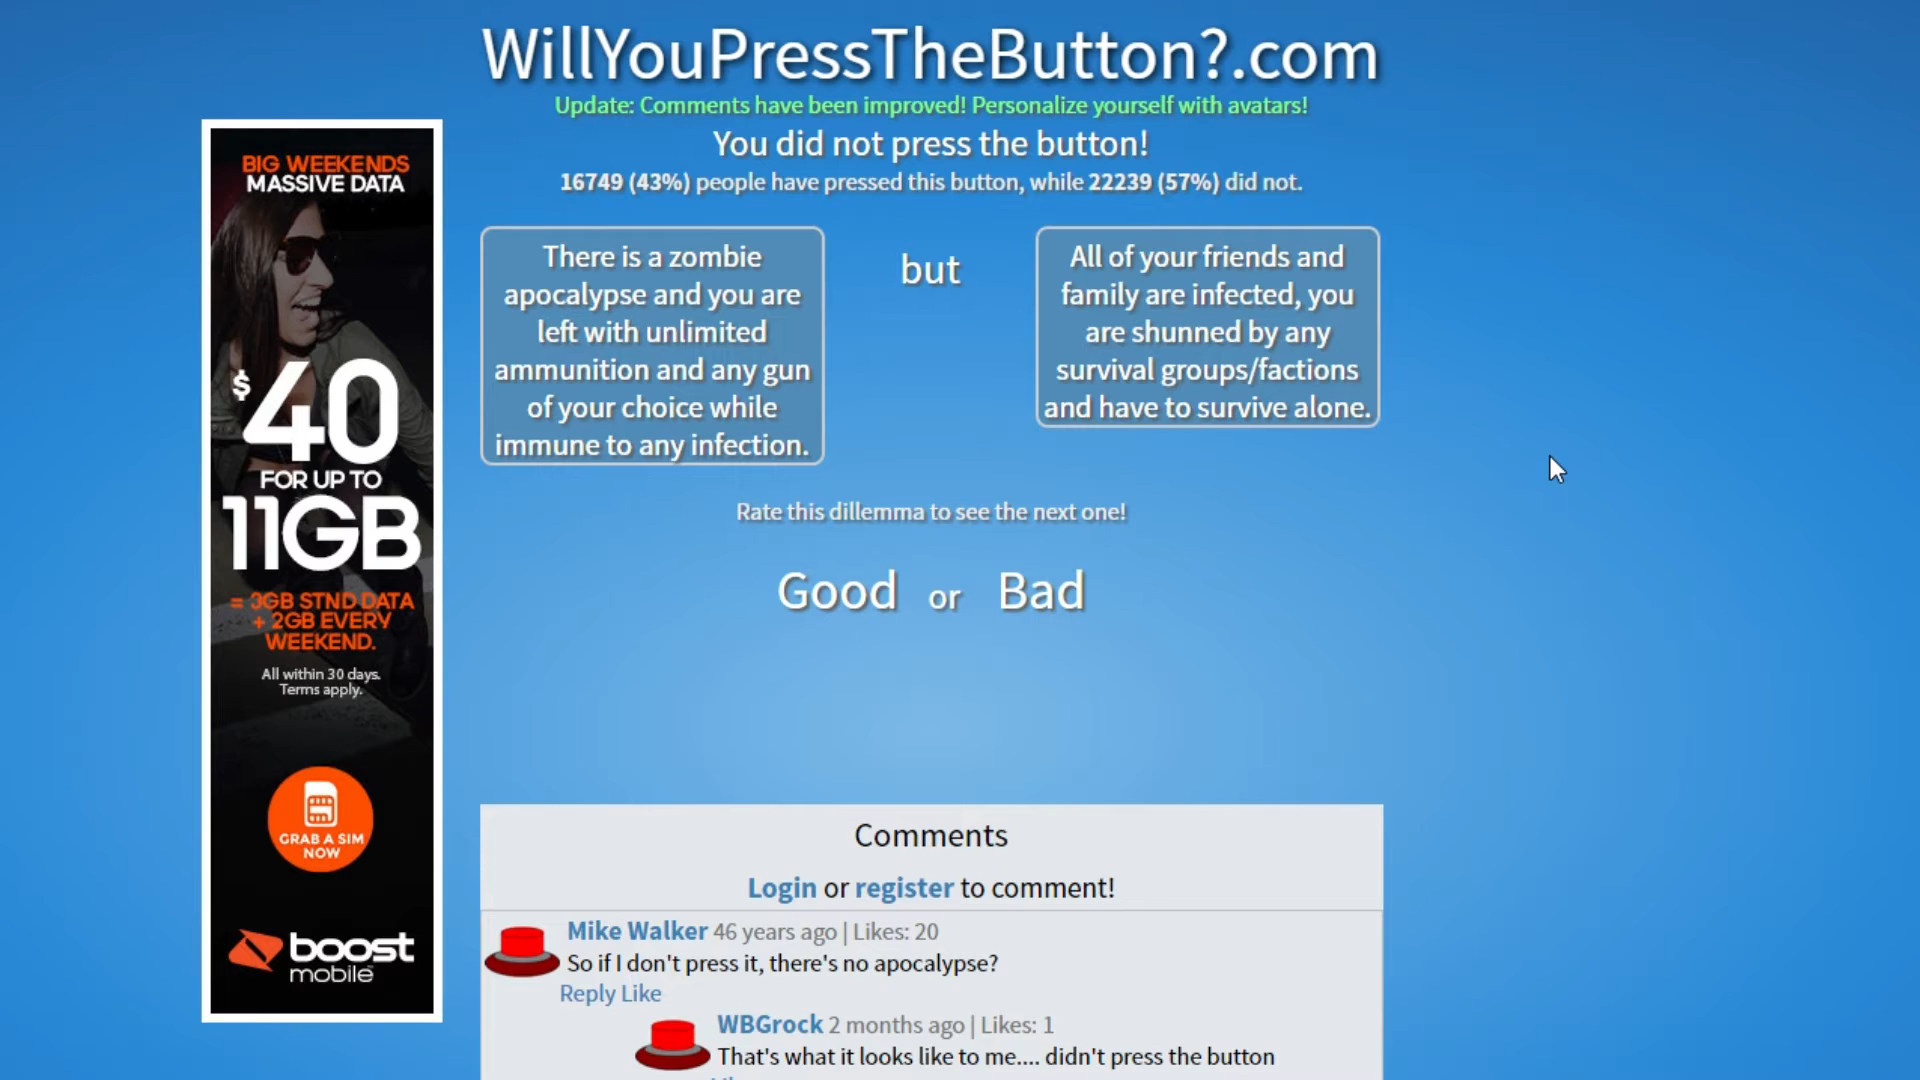 WillYouPressTheButton?.com
Update: Comments have been improved! Personalize yourself with avatars!
You did not press the button!
16749 (43%) people have pressed this button, while 22239 (57%) did not.
There is a zombie
apocalypse and you are
left with unlimited
ammunition and any gun
of your choice while
immune to any infection.
but
All of your friends and
family are infected, you
are shunned by any
survival groups/factions
and have to survive alone.
Rate this dillemma to see the next one!
Good or Bad
BIG WEEKENDS
MASSIVE DATA
$40
FOR UP TO
11GB
= 3GB STND DATA
+ 2GB EVERY
WEEKEND.
All within 30 days.
Terms apply.
GRAB A SIM
NOW
boost
mobile
Comments
Login or register to comment!
Mike Walker 46 years ago | Likes: 20
So if I don't press it, there's no apocalypse?
Reply Like
WBGrock 2 months ago | Likes: 1
That's what it looks like to me.... didn't press the button